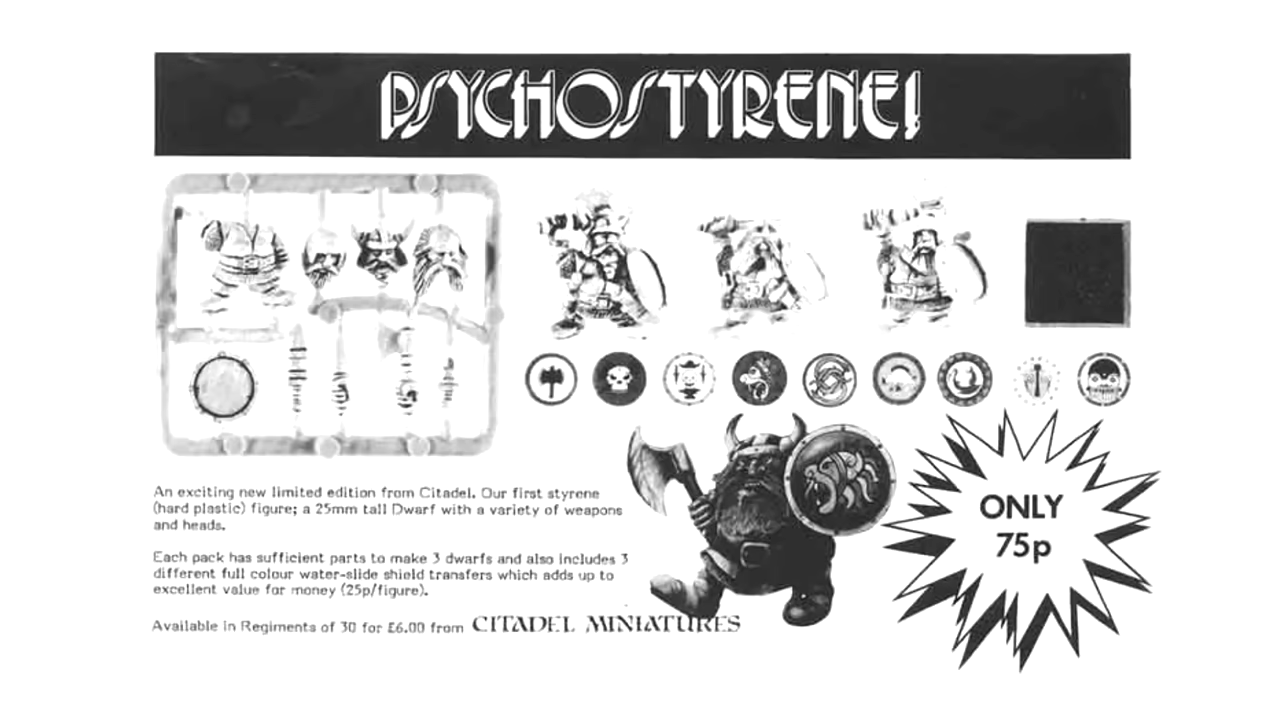 PSYCHOSTYRENE!
An exciting new limited edition from Citadel. Our first styrene
(hard plastic) figure; a 25mm tall Dwarf with a variety of weapons
and heads.
Each pack has sufficient parts to make 3 dwarfs and also includes 3
different full colour water-slide shield transfers which adds up to
excellent value for money (25p/figure).
Available in Regiments of 30 for £6.00 from CITADEL MINIATURES
ONLY
75p